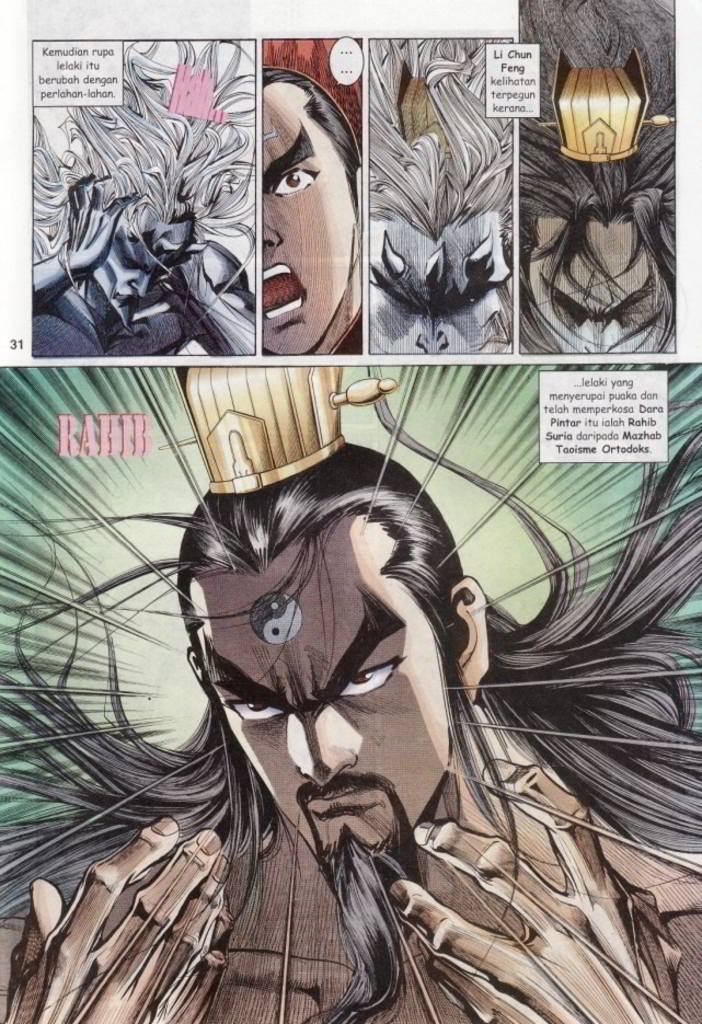 Kemudian rupa
lelaki itu
berubah dengan
perlahan-lahan.
...
...
Li Chun
Feng
kelihatan
terpegun
kerana...
31
...lelaki yang
menyerupai puaka dan
telah memperkosa Dara
Pintar itu ialah Rahib
Suria daripada Mazhab
Taoisme Ortodoks.
RAHIB